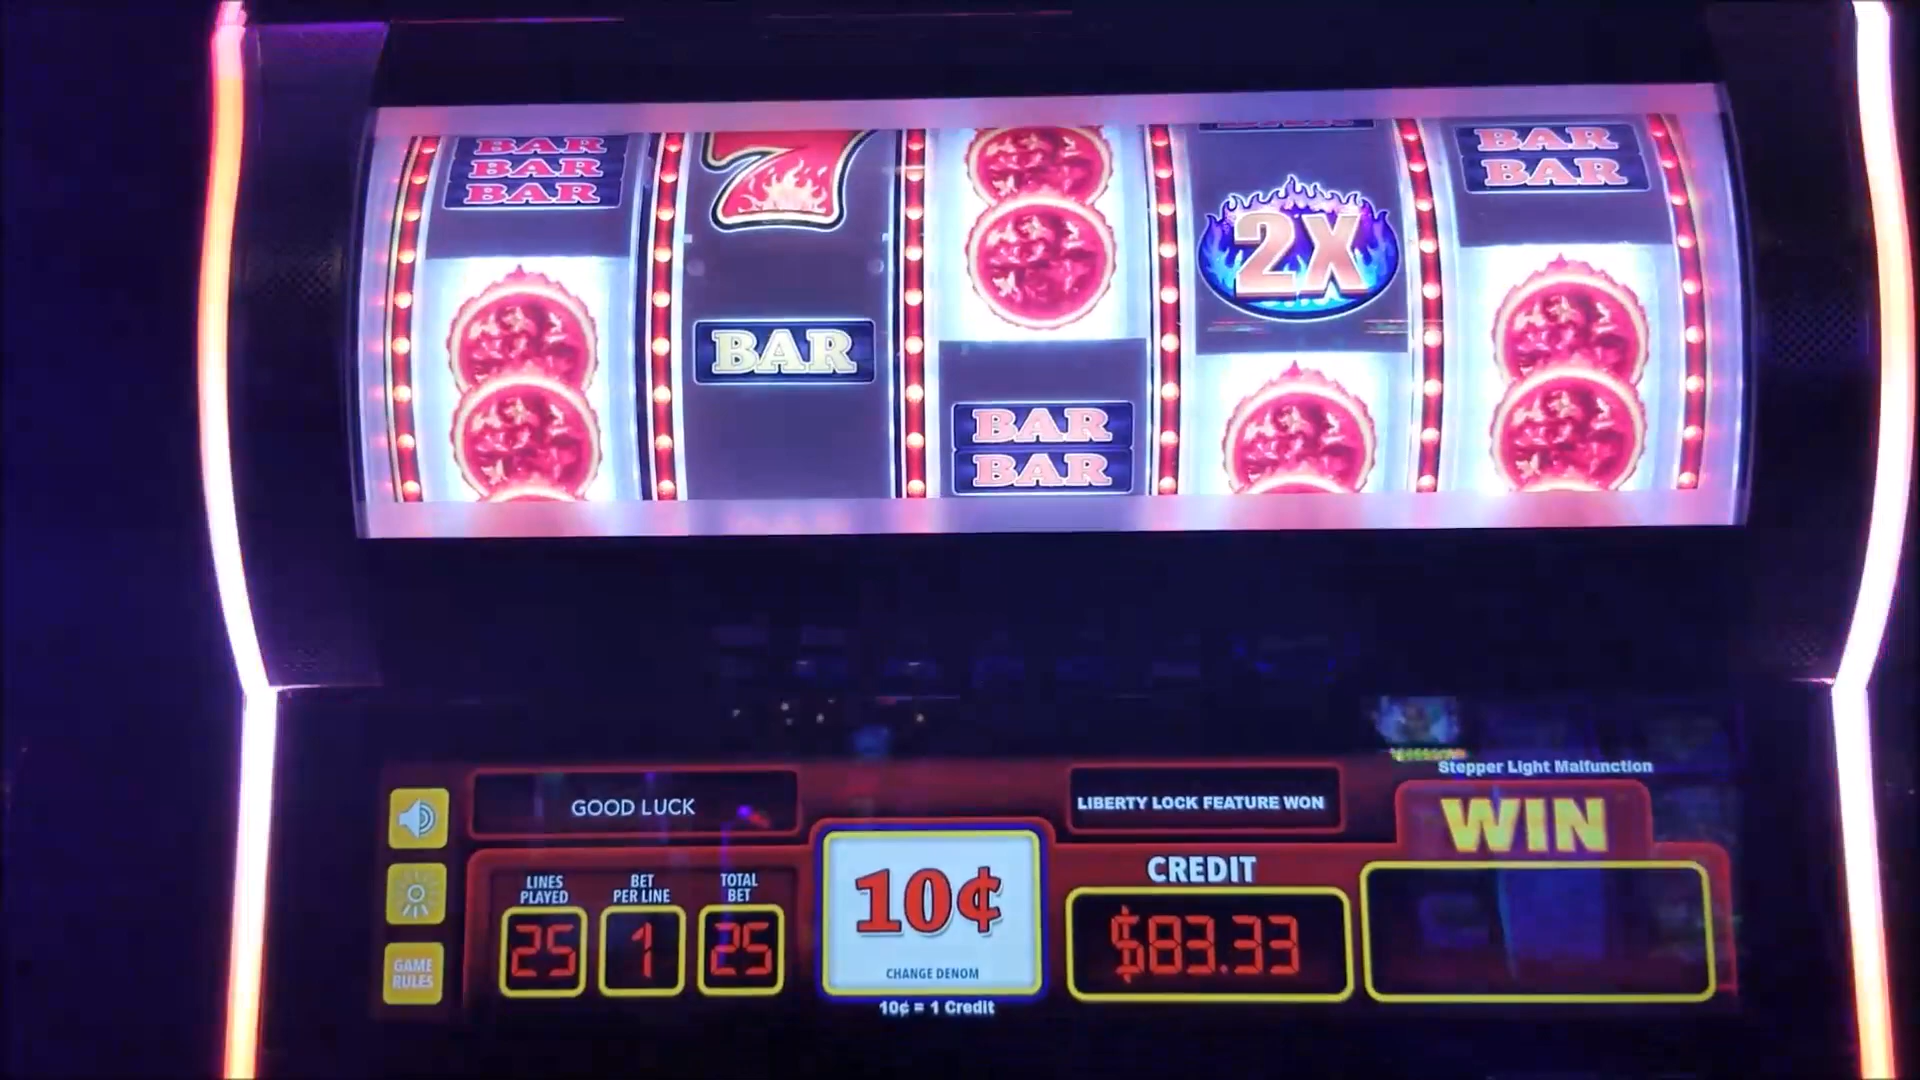 BAR
BAR
BAR
7
BAR
BAR
BAR
2X
BAR
BAR
Stepper Light Malfunction
GOOD LUCK
LIBERTY LOCK FEATURE WON
WIN
LINES PLAYED
25
BET PER LINE
1
TOTAL BET
25
10¢
CHANGE DENOM
10¢ = 1 Credit
CREDIT
$83.33
GAME RULES